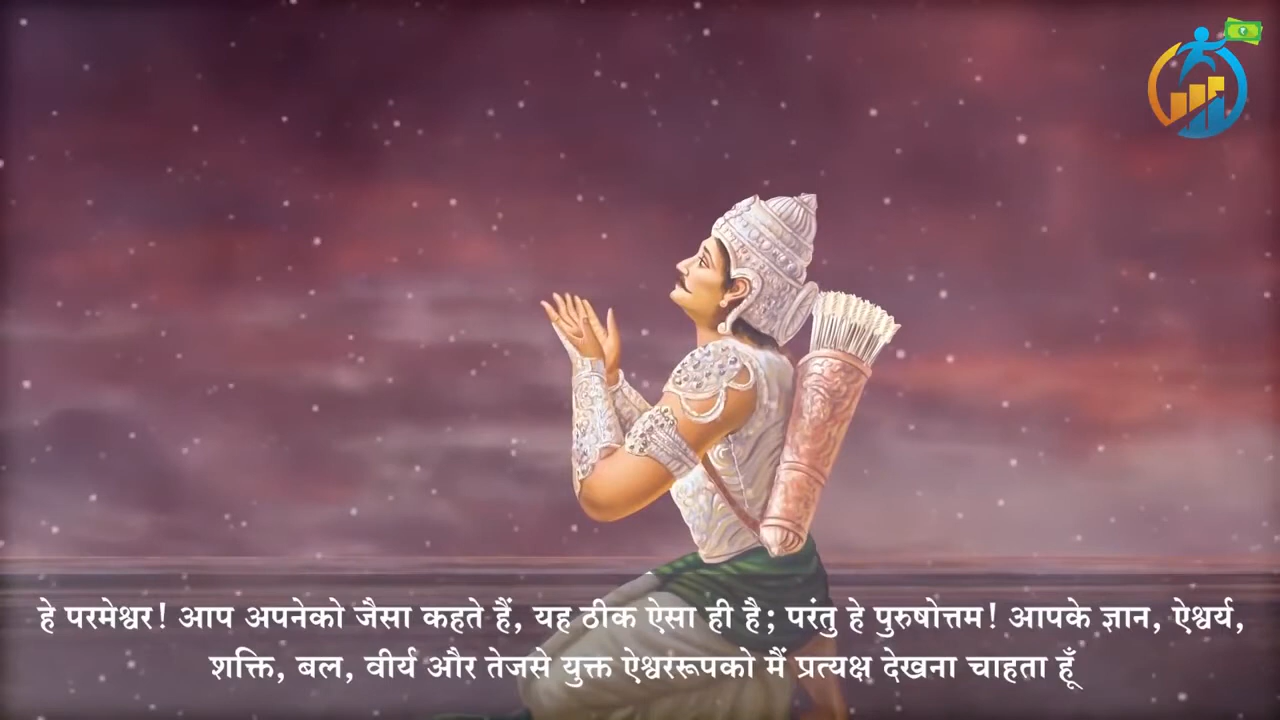 हे परमेश्वर! आप अपनेको जैसा कहते हैं, यह ठीक ऐसा ही है; परंतु हे पुरुषोत्तम! आपके ज्ञान, ऐश्वर्य,
शक्ति, बल, वीर्य और तेजसे युक्त ऐश्वररूपको मैं प्रत्यक्ष देखना चाहता हूँ